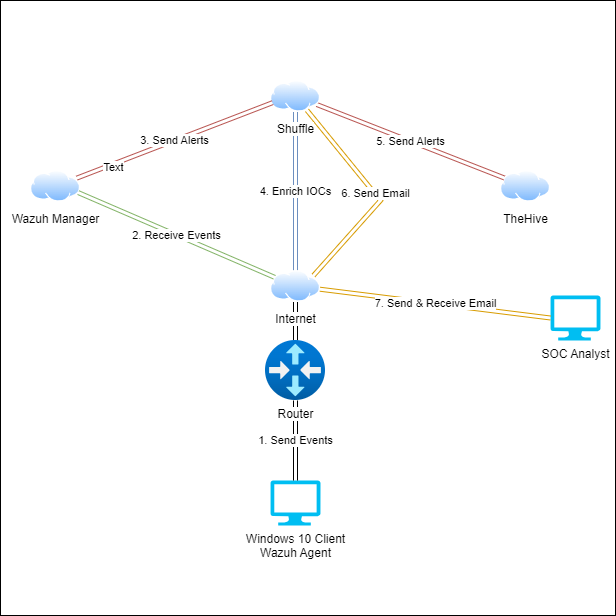 Shuffle
3. Send Alerts
5. Send Alerts
Text
4. Enrich IOCs
6. Send Email
Wazuh Manager
TheHive
2. Receive Events
7. Send & Receive Email
Internet
SOC Analyst
Router
1. Send Events
Windows 10 Client
Wazuh Agent